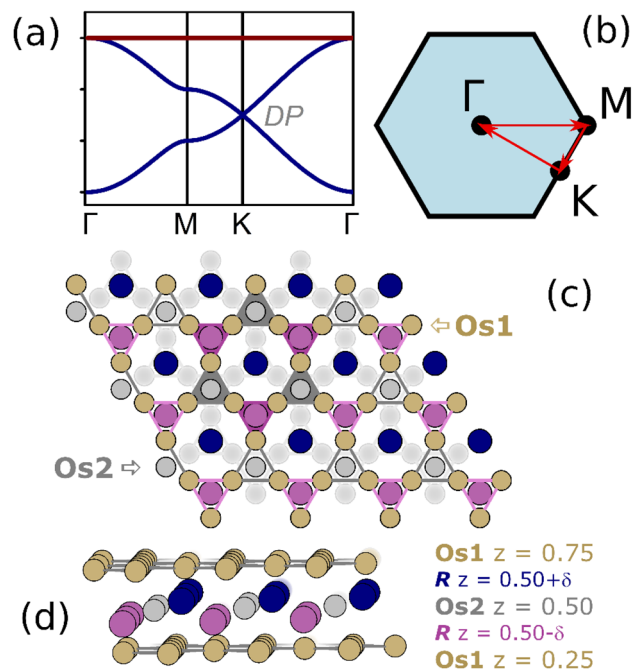 (a)
(b)
DP
Γ
M
K
Γ
Γ
M
K
(c)
⇦ Os1
Os2 ⇨
(d)
Os1 z = 0.75
R z = 0.50+δ
Os2 z = 0.50
R z = 0.50-δ
Os1 z = 0.25